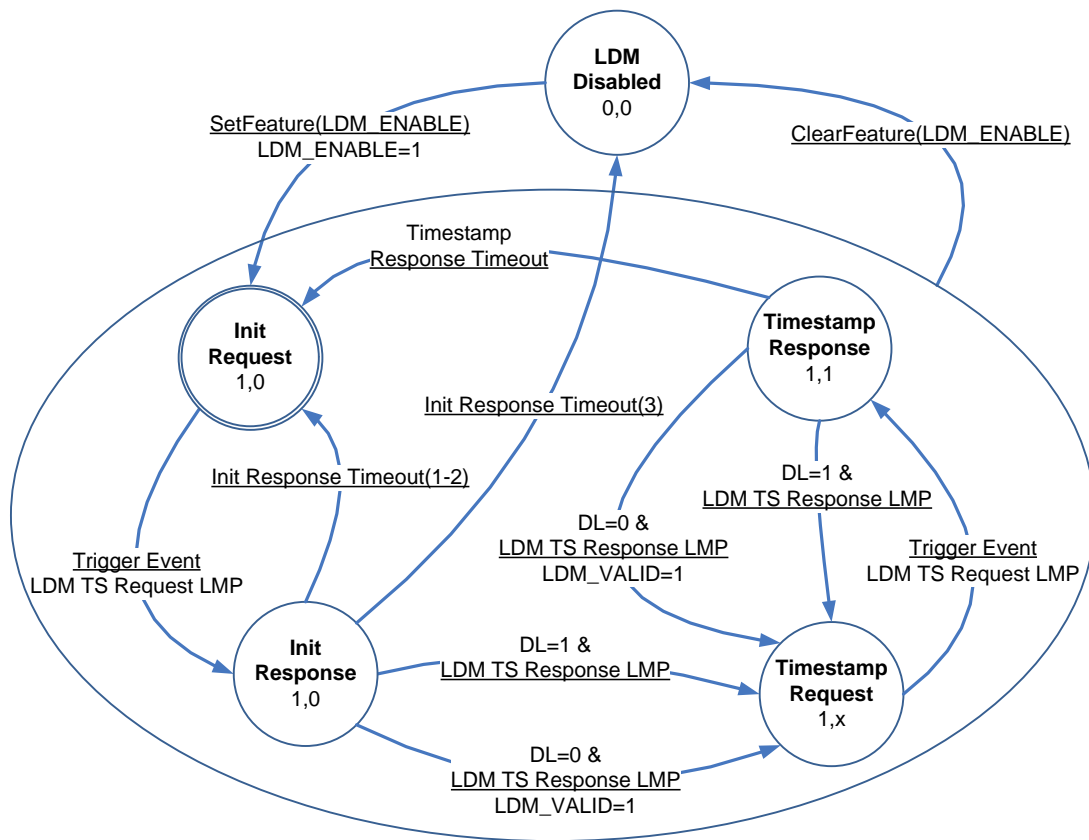 LDM
Disabled
0,0
SetFeature(LDM_ENABLE)
LDM_ENABLE=1
ClearFeature(LDM_ENABLE)
Timestamp
Response Timeout
Init
Request
1,0
Timestamp
Response
1,1
Init Response Timeout(3)
Init Response Timeout(1-2)
DL=1 &
LDM TS Response LMP
DL=0 &
LDM TS Response LMP
LDM_VALID=1
Trigger Event
LDM TS Request LMP
Trigger Event
LDM TS Request LMP
Init
Response
1,0
DL=1 &
LDM TS Response LMP
Timestamp
Request
1,x
DL=0 &
LDM TS Response LMP
LDM_VALID=1